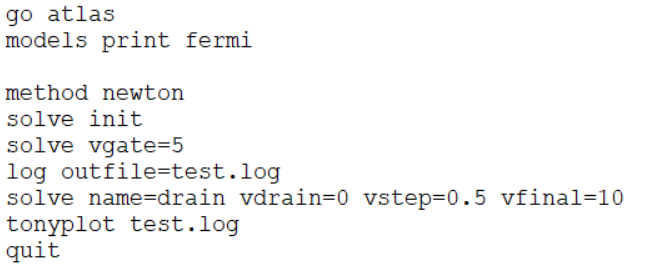 go atlas
models print fermi
method newton
solve init
solve vgate=5
log outfile=test.log
solve name=drain vdrain=0 vstep=0.5 vfinal=10
tonyplot test.log
quit